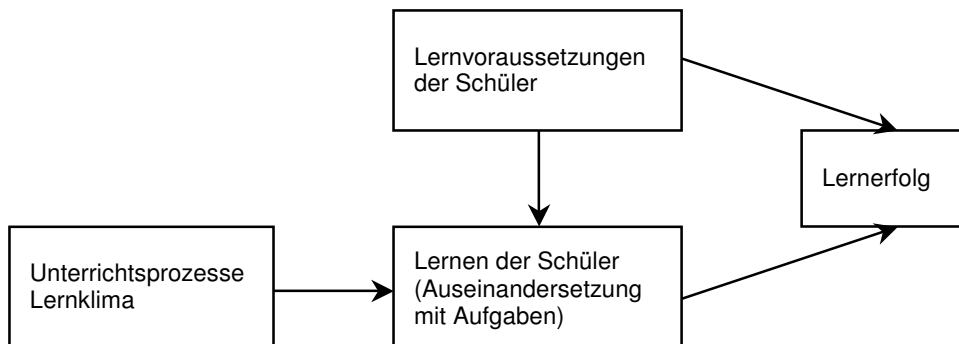 Lernvoraussetzungen
der Schüler
Lernerfolg
Unterrichtsprozesse
Lernklima
Lernen der Schüler
(Auseinandersetzung
mit Aufgaben)